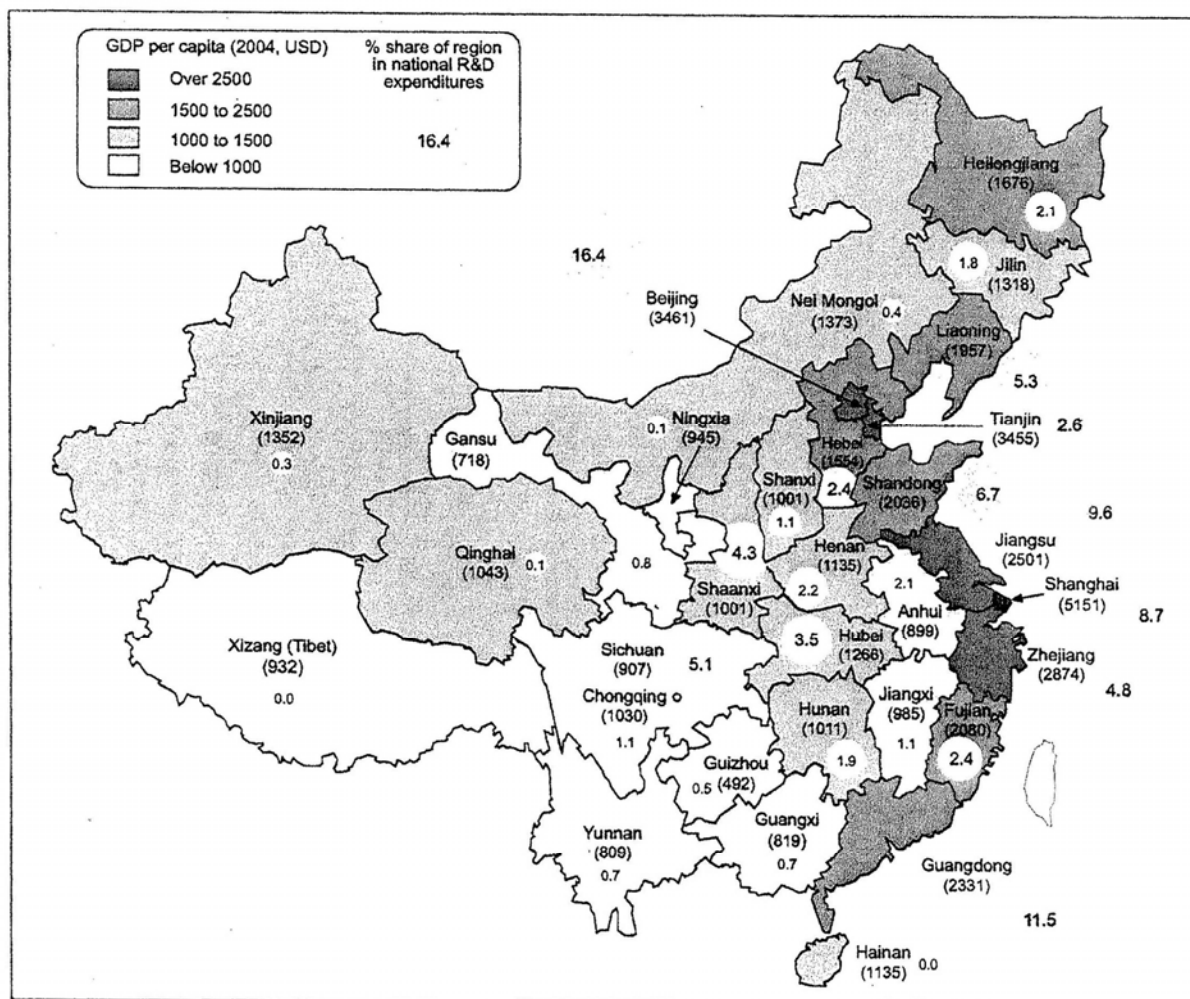 GDP per capita (2004, USD)
% share of region
in national R&D
expenditures
Over 2500
1500 to 2500
1000 to 1500
Below 1000
16.4
Heilongjiang
(1676)
2.1
16.4
1.8
Jilin
(1318)
Beijing
(3461)
Nei Mongol
(1373)
0.4
Liaoning
(1957)
5.3
Xinjiang
(1352)
0.3
Gansu
(718)
0.1
Ningxia
(945)
Hebei
(1554)
2.4
Tianjin
(3455)
2.6
Shanxi
(1001)
1.1
Shandong
(2036)
6.7
9.6
Jiangsu
(2501)
Qinghai
(1043)
0.1
0.8
4.3
Henan
(1135)
2.2
2.1
Anhui
(899)
Shanghai
(5151)
8.7
Shaanxi
(1001)
Xizang (Tibet)
(932)
0.0
Sichuan
(907)
5.1
3.5
Hubei
(1266)
Zhejiang
(2874)
4.8
Chongqing
(1030)
1.1
Hunan
(1011)
1.9
Jiangxi
(985)
1.1
Fujian
(2080)
2.4
Guizhou
(492)
0.5
Yunnan
(809)
0.7
Guangxi
(819)
0.7
Guangdong
(2331)
11.5
Hainan
(1135)
0.0